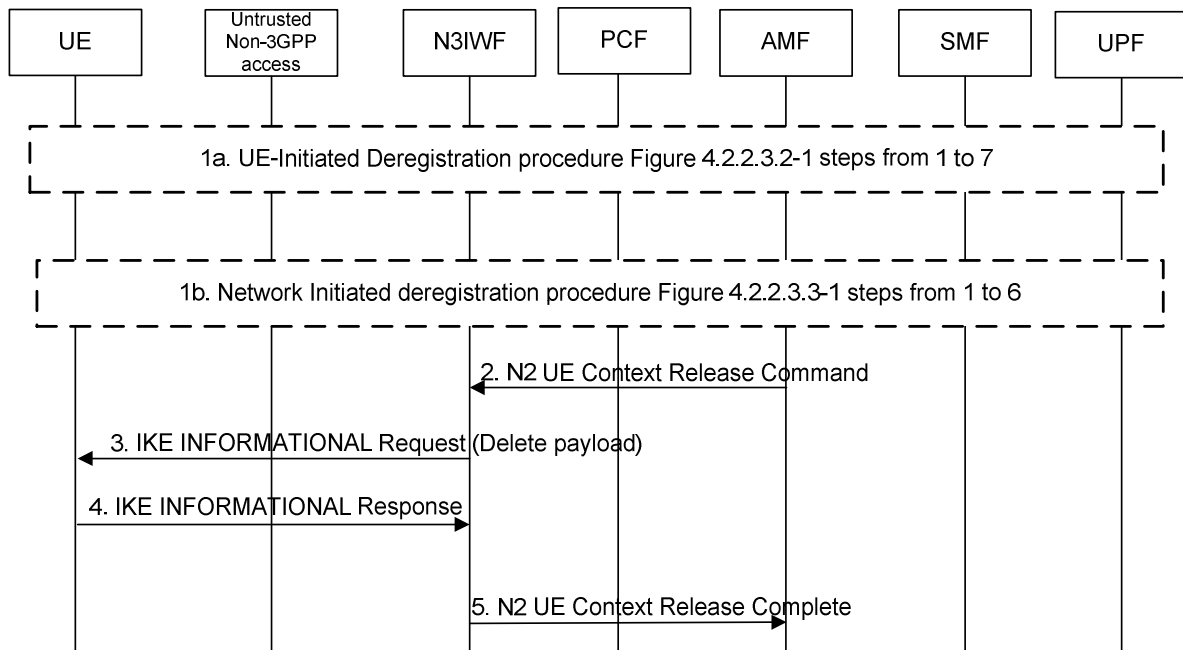 UE
Untrusted
Non-3GPP
access
N3IWF
PCF
AMF
SMF
UPF
1a. UE-Initiated Deregistration procedure Figure 4.2.2.3.2-1 steps from 1 to 7
1b. Network Initiated deregistration procedure Figure 4.2.2.3.3-1 steps from 1 to 6
2. N2 UE Context Release Command
3. IKE INFORMATIONAL Request (Delete payload)
4. IKE INFORMATIONAL Response
5. N2 UE Context Release Complete